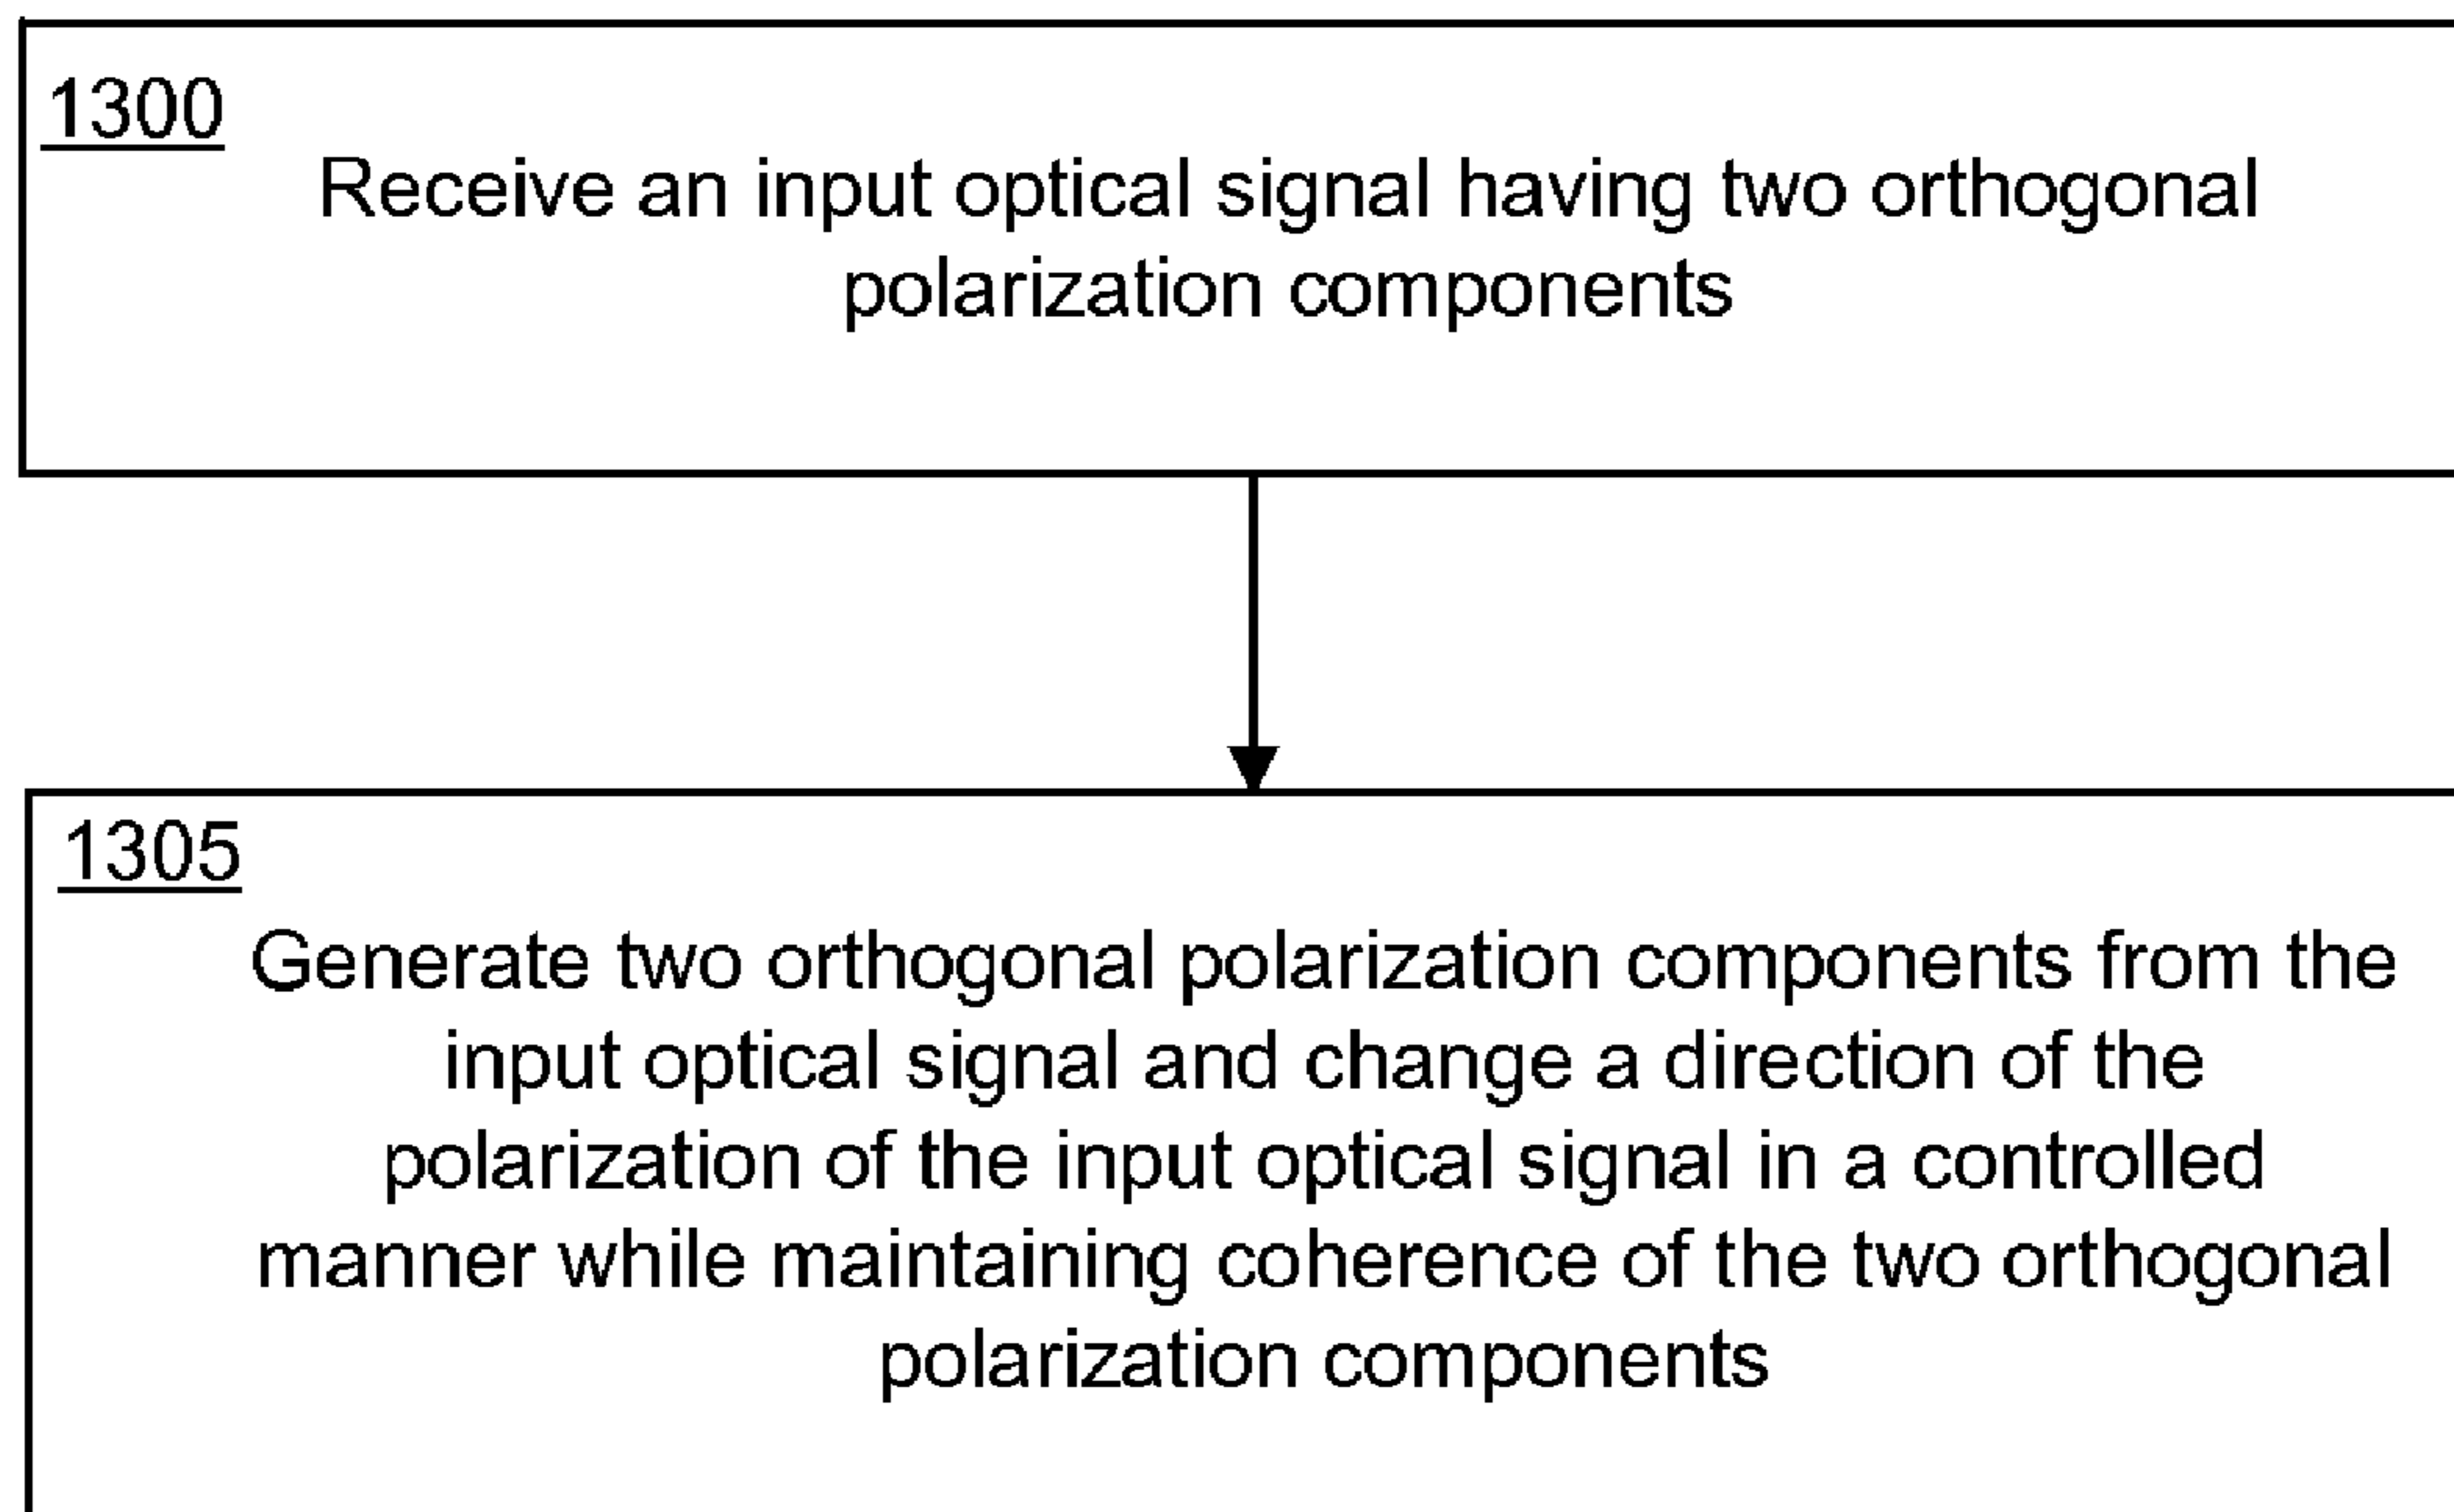 1300
Receive an input optical signal having two orthogonal
polarization components
1305
Generate two orthogonal polarization components from the
input optical signal and change a direction of the
polarization of the input optical signal in a controlled
manner while maintaining coherence of the two orthogonal
polarization components